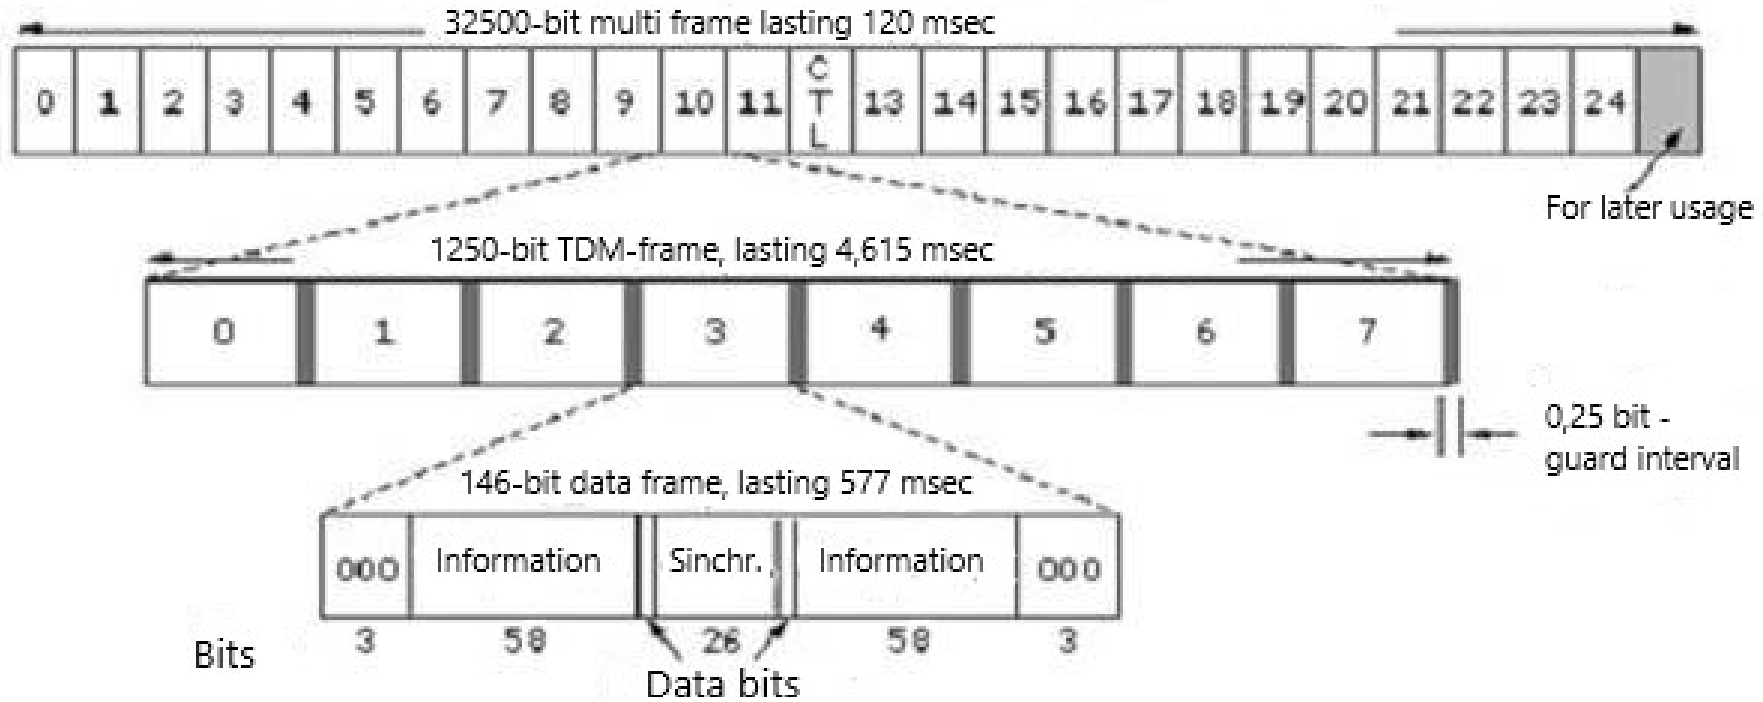 32500-bit multi frame lasting 120 msec
0 1 2 3 4 5 6 7 8 9 10 11 CTL 13 14 15 16 17 18 19 20 21 22 23 24
For later usage
1250-bit TDM-frame, lasting 4,615 msec
0 1 2 3 4 5 6 7
0,25 bit -
guard interval
146-bit data frame, lasting 577 msec
000 Information Sinchr. Information 000
Bits 3 58 26 58 3
Data bits